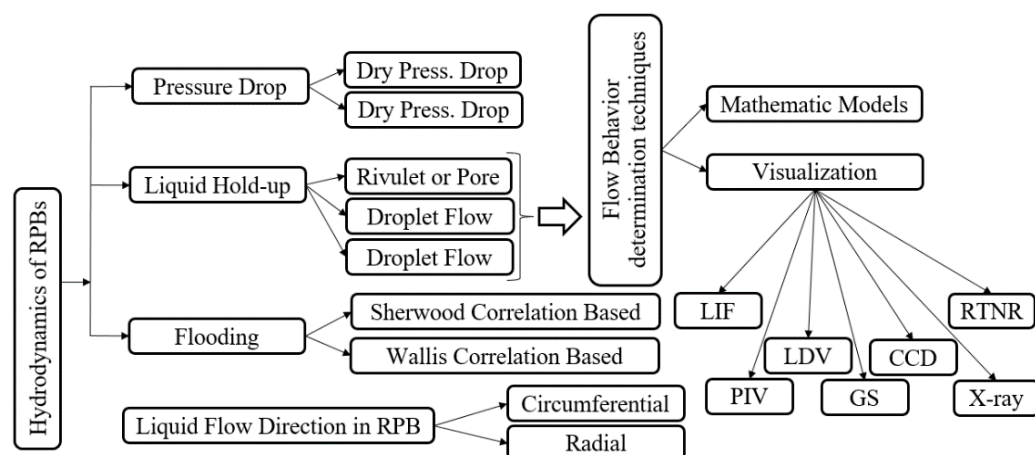 Hydrodynamics of RPBs
Pressure Drop
Dry Press. Drop
Dry Press. Drop
Liquid Hold-up
Rivulet or Pore
Droplet Flow
Droplet Flow
Flooding
Sherwood Correlation Based
Wallis Correlation Based
Liquid Flow Direction in RPB
Circumferential
Radial
Flow Behavior
determination techniques
Mathematic Models
Visualization
LIF
PIV
LDV
GS
CCD
X-ray
RTNR